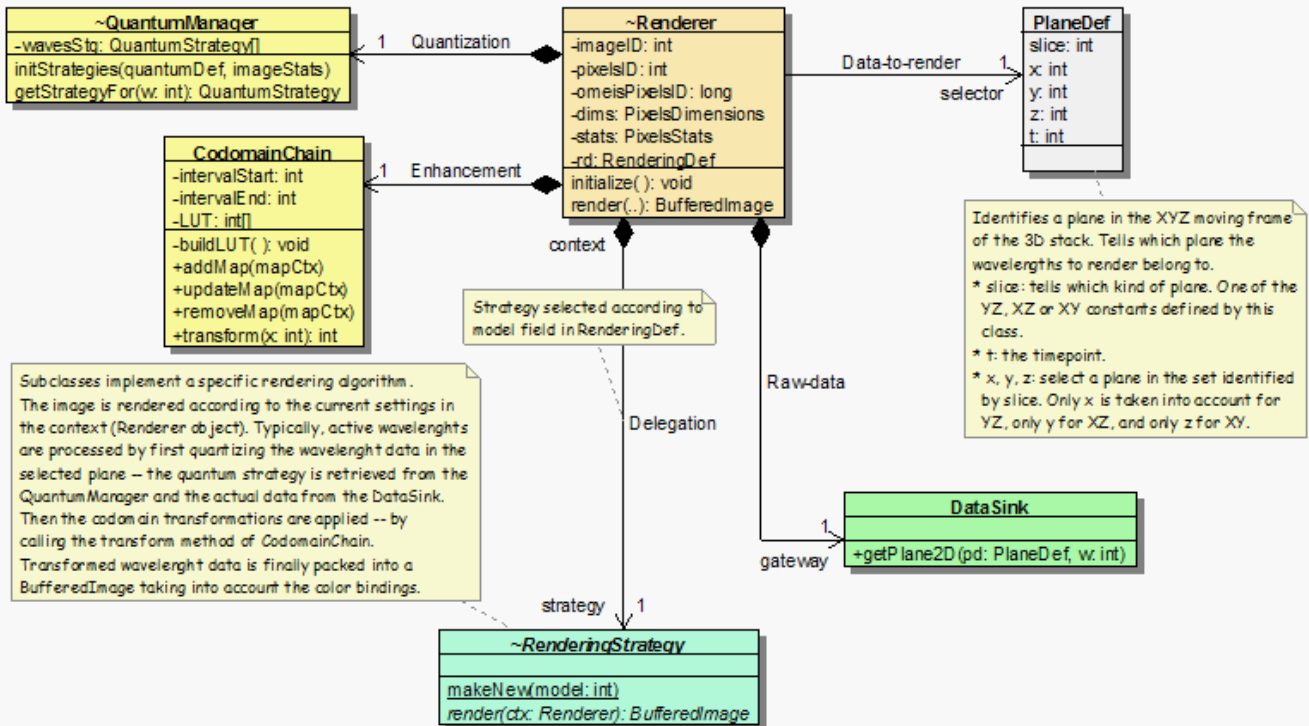 ~QuantumManager
-wavesStg: QuantumStrategy[]
initStrategies(quantumDef, imageStats)
getStrategyFor(w: int): QuantumStrategy
1
Quantization
~Renderer
-imageID: int
-pixelsID: int
-omeisPixelsID: long
-dims: PixelsDimensions
-stats: PixelsStats
-rd: RenderingDef
initialize( ): void
render(..): BufferedImage
Data-to-render
1
selector
PlaneDef
slice: int
x: int
y: int
z: int
t: int
CodomainChain
-intervalStart: int
-intervalEnd: int
-LUT: int[]
-buildLUT( ): void
+addMap(mapCtx)
+updateMap(mapCtx)
+removeMap(mapCtx)
+transform(x: int): int
1
Enhancement
context
Strategy selected according to
model field in RenderingDef.
Identifies a plane in the XYZ moving frame
of the 3D stack. Tells which plane the
wavelengths to render belong to.
* slice: tells which kind of plane. One of the
YZ, XZ or XY constants defined by this
class.
* t: the timepoint.
* x, y, z: select a plane in the set identified
by slice. Only x is taken into account for
YZ, only y for XZ, and only z for XY.
Subclasses implement a specific rendering algorithm.
The image is rendered according to the current settings in
the context (Renderer object). Typically, active wavelenghts
are processed by first quantizing the wavelenght data in the
selected plane -- the quantum strategy is retrieved from the
QuantumManager and the actual data from the DataSink.
Then the codomain transformations are applied -- by
calling the transform method of CodomainChain.
Transformed wavelenght data is finally packed into a
BufferedImage taking into account the color bindings.
Raw-data
Delegation
1
gateway
DataSink
+getPlane2D(pd: PlaneDef, w: int)
strategy
1
~RenderingStrategy
makeNew(model: int)
render(ctx: Renderer): BufferedImage